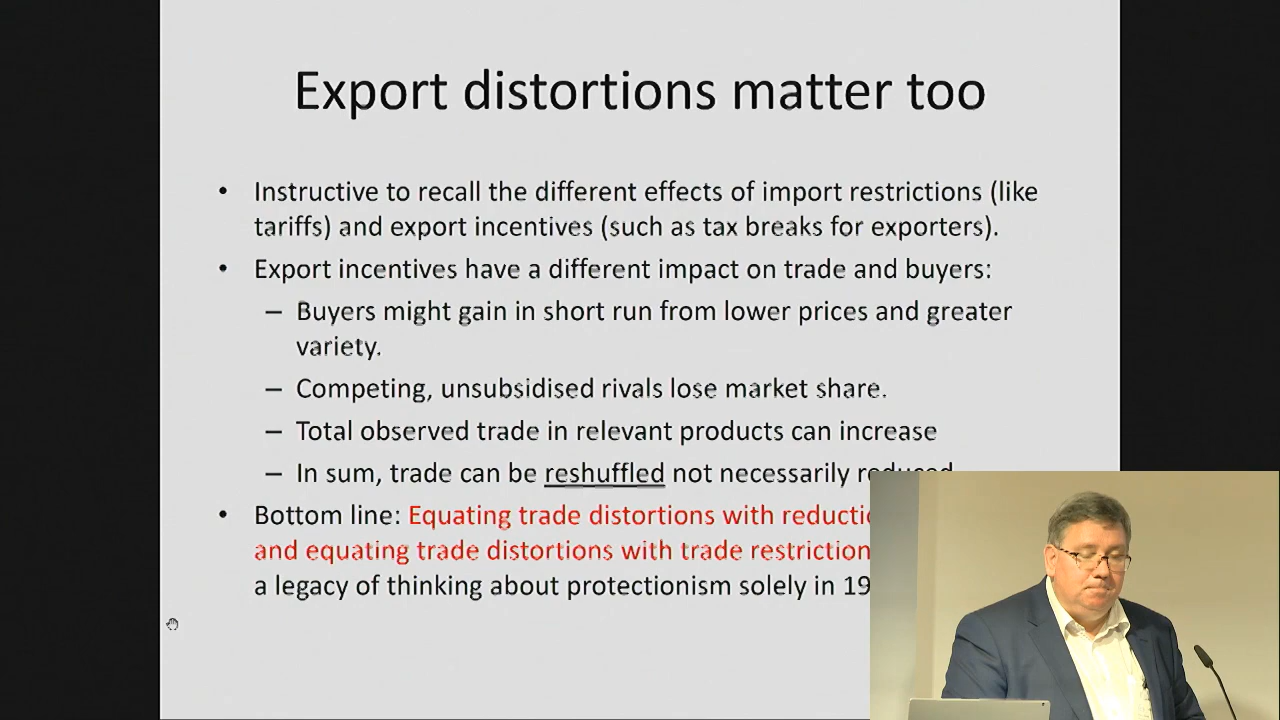 Export distortions matter too
• Instructive to recall the different effects of import restrictions (like
tariffs) and export incentives (such as tax breaks for exporters).
• Export incentives have a different impact on trade and buyers:
– Buyers might gain in short run from lower prices and greater
variety.
– Competing, unsubsidised rivals lose market share.
– Total observed trade in relevant products can increase
– In sum, trade can be reshuffled not necessarily reduced
• Bottom line: Equating trade distortions with
and equating trade distortions with trade
a legacy of thinking about protectionism solely in